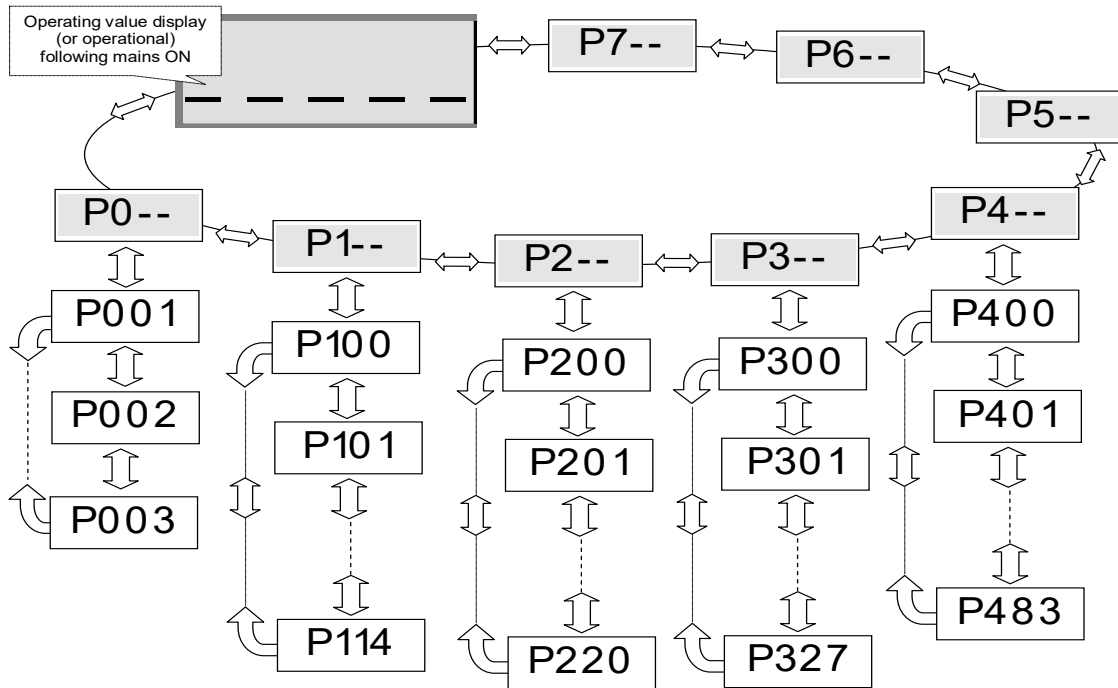 Operating value display
(or operational)
following mains ON
P7--
P6--
P5--
P0--
P1--
P2--
P3--
P4--
P001
P002
P003
P100
P101
P114
P200
P201
P220
P300
P301
P327
P400
P401
P483